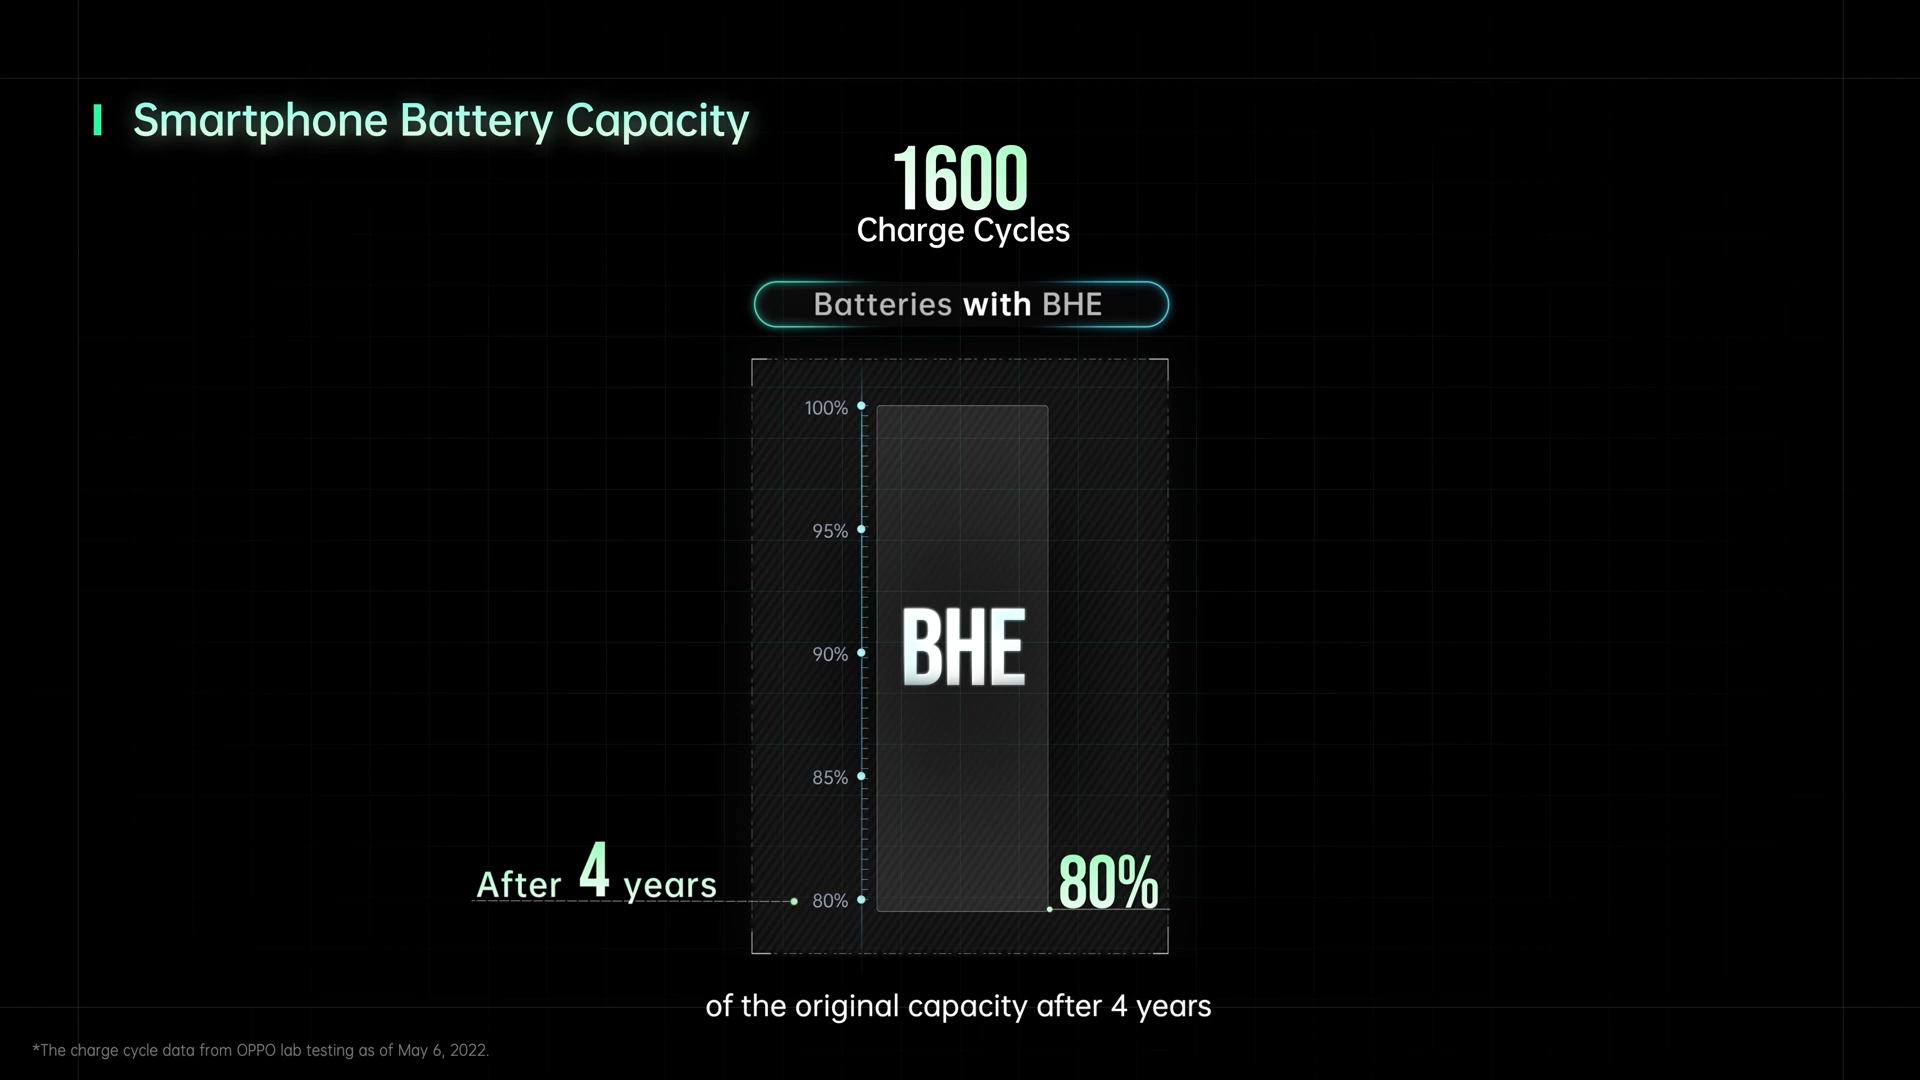 Smartphone Battery Capacity
1600
Charge Cycles
Batteries with BHE
100%
95%
90%
BHE
85%
After 4 years
80%
80%
of the original capacity after 4 years
*The charge cycle data from OPPO lab testing as of May 6, 2022.